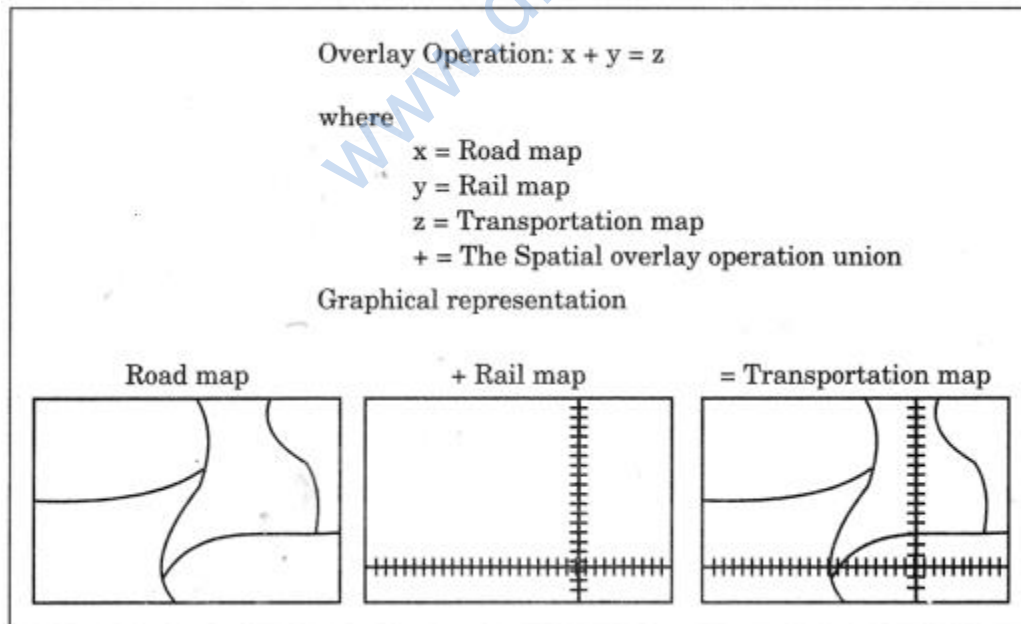 Overlay Operation: x + y = z
where
x = Road map
y = Rail map
z = Transportation map
+ = The Spatial overlay operation union
Graphical representation
Road map
+ Rail map
= Transportation map